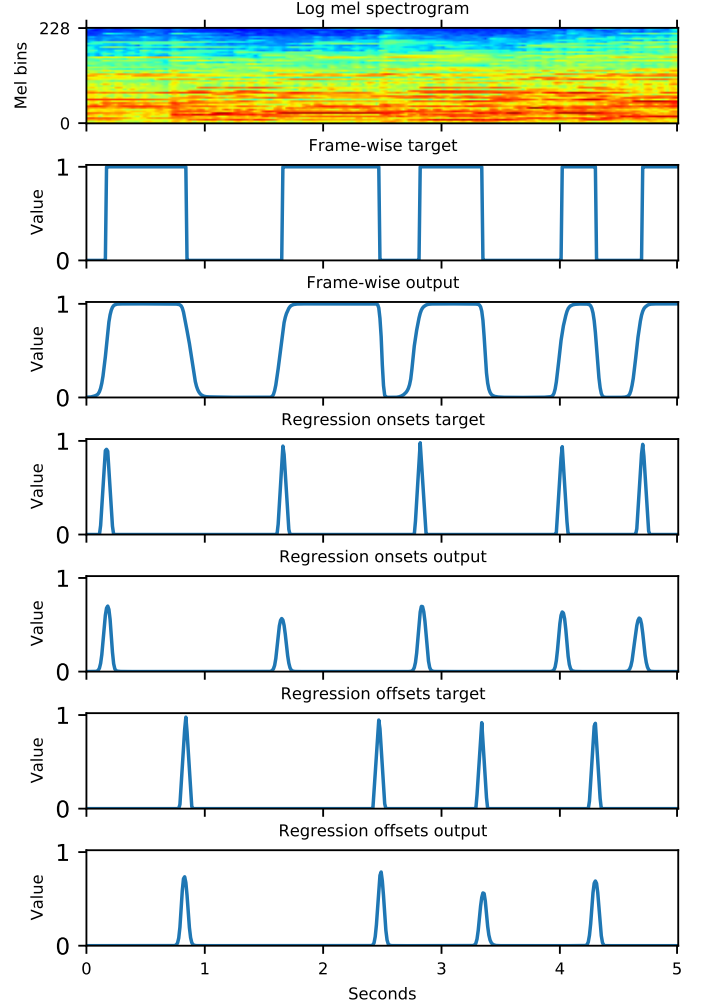 Log mel spectrogram
228
Mel bins
0
Frame-wise target
1
Value
0
Frame-wise output
1
Value
0
Regression onsets target
1
Value
0
Regression onsets output
1
Value
0
Regression offsets target
1
Value
0
Regression offsets output
1
Value
0
0 1 2 3 4 5
Seconds